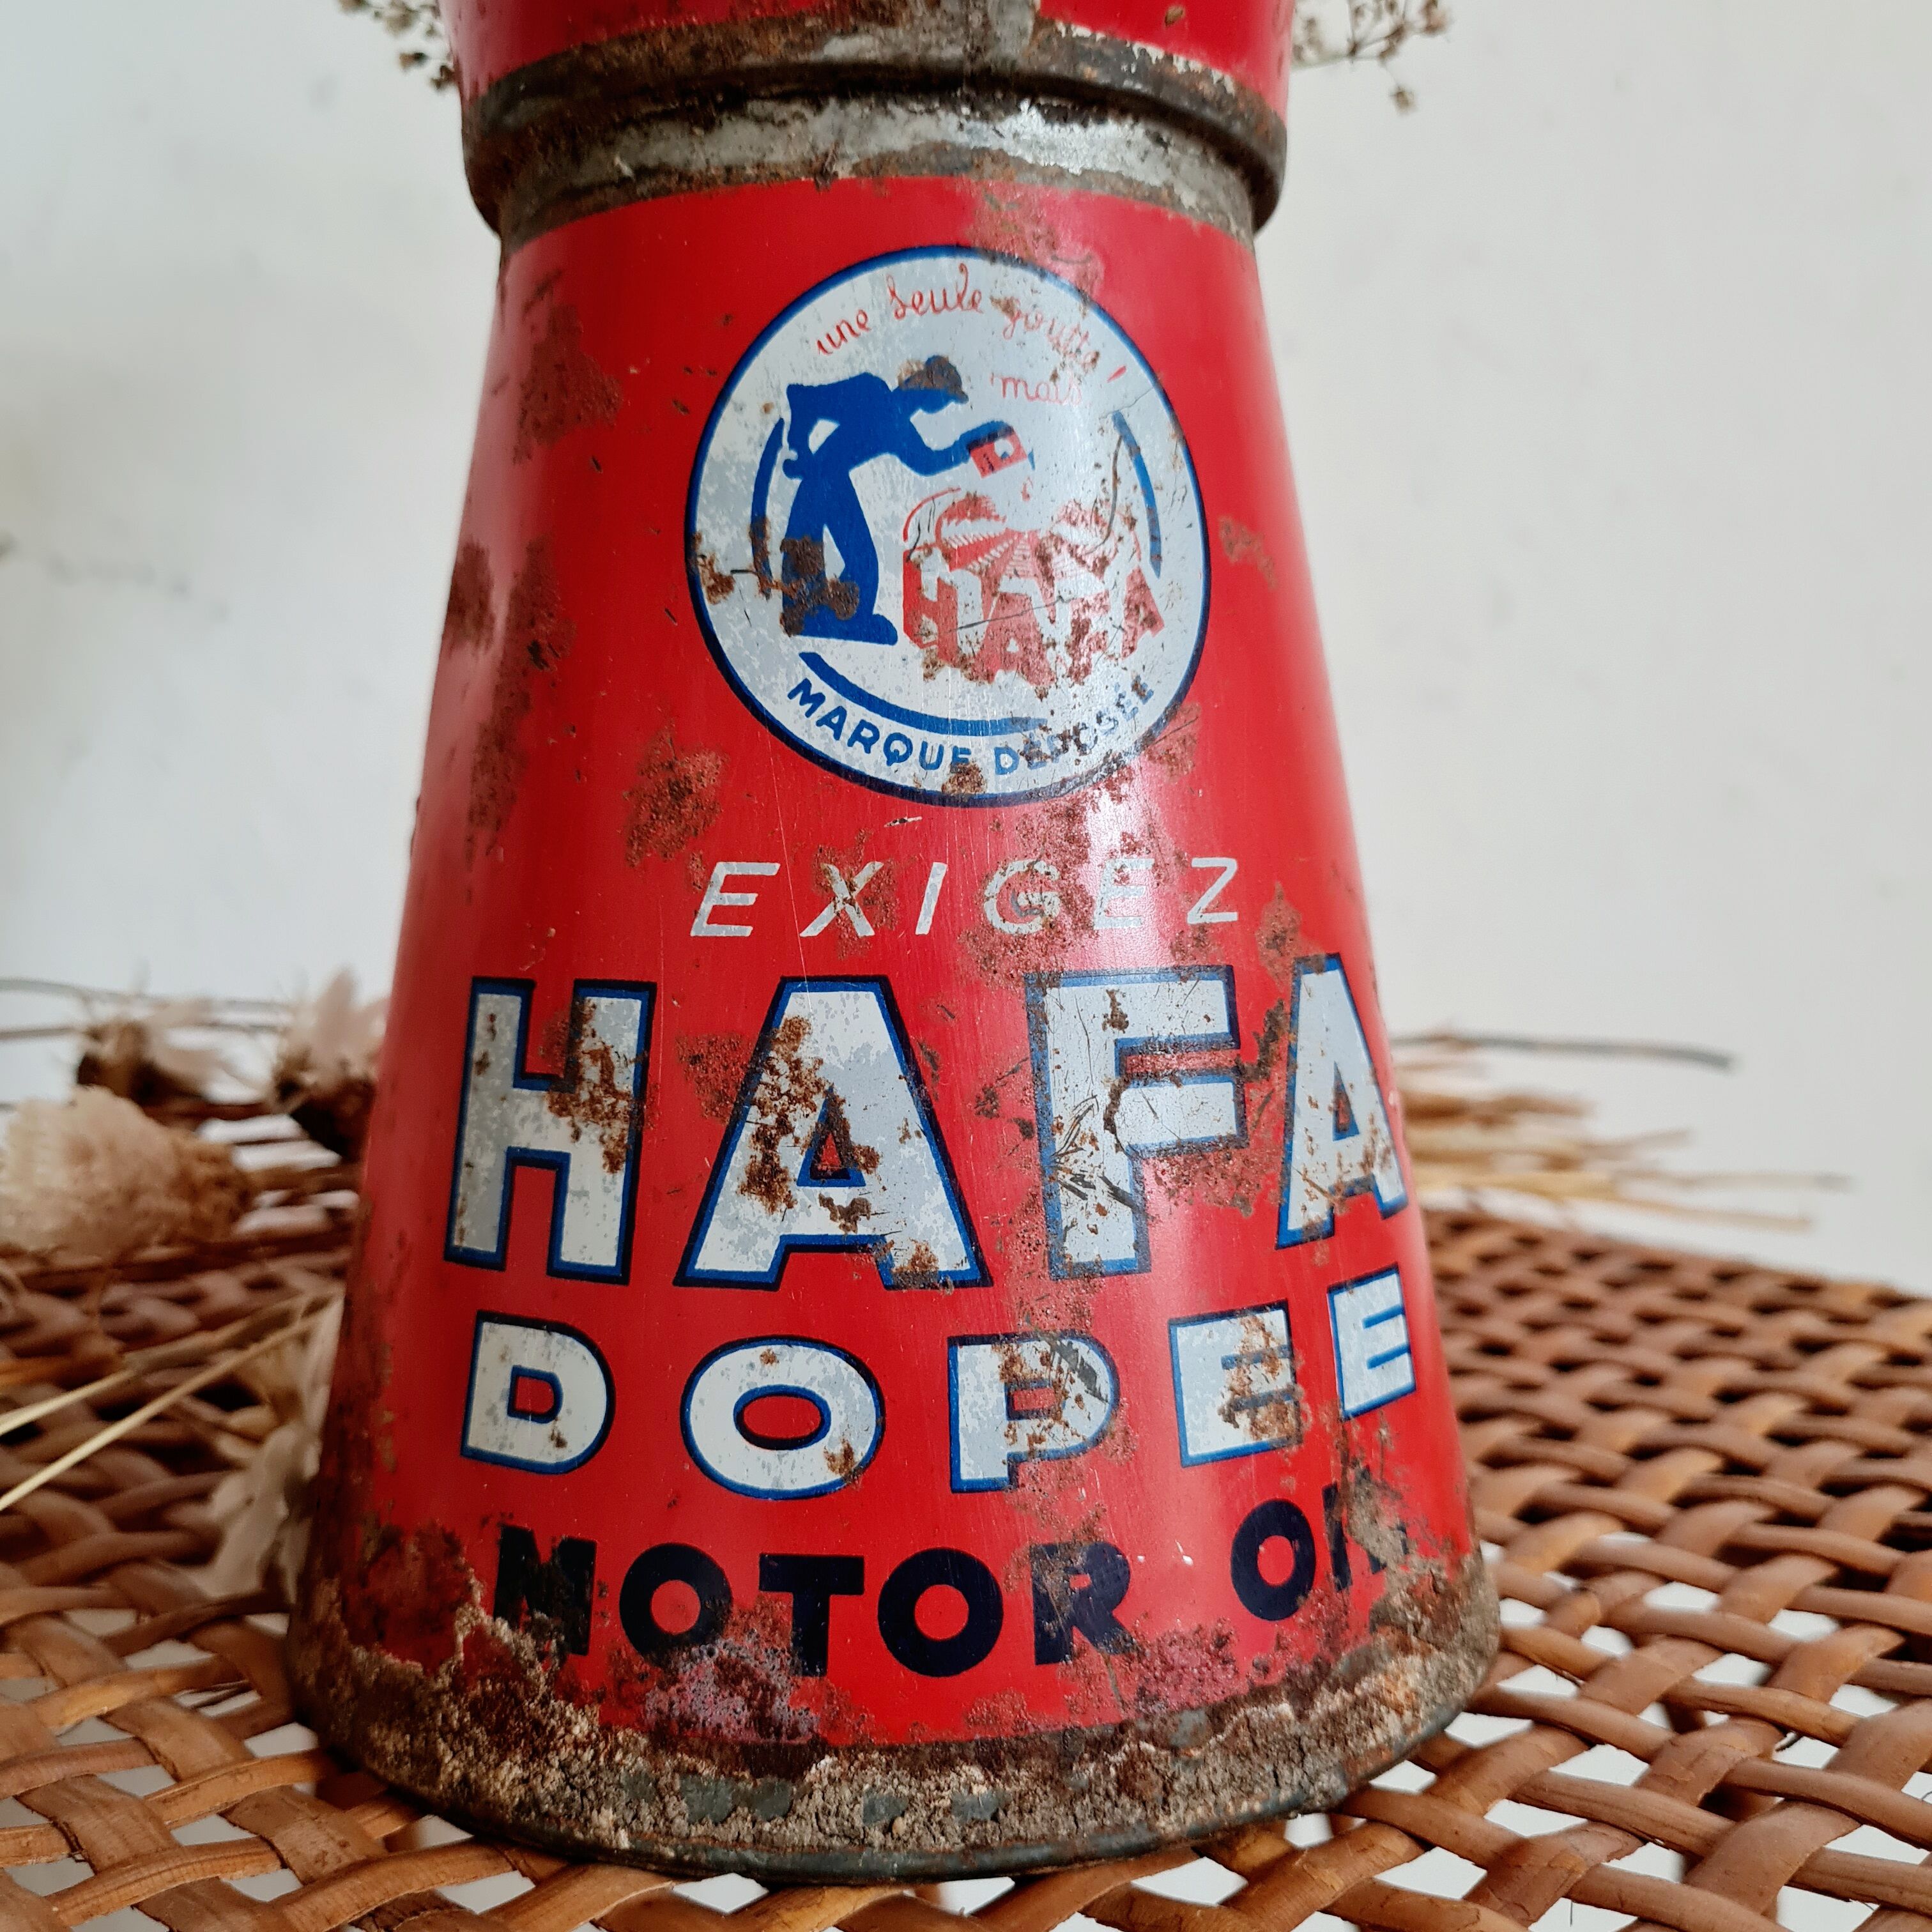 une seule goutte
mais
HAFA
MARQUE DÉPOSÉE
EXIGEZ
HAFA
DOPEE
MOTOR OIL